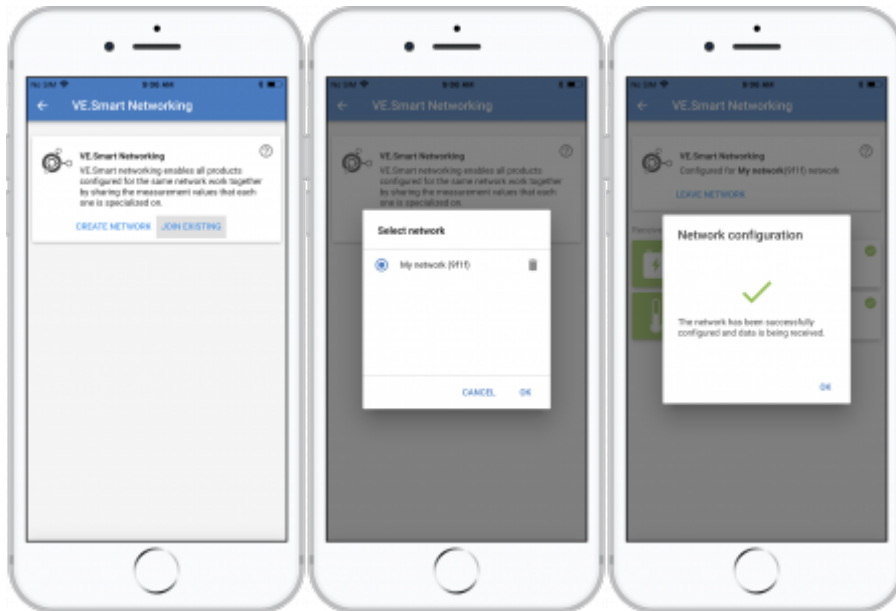 No SIM 9:06 AM
VE.Smart Networking
VE.Smart Networking
VE.Smart networking enables all products
configured for the same network work together
by sharing the measurement values that each
one is specialized on.
CREATE NETWORK JOIN EXISTING
No SIM 9:06 AM
VE.Smart Networking
VE.Smart Networking
VE.Smart networking enables all products
configured for the same network work together
by sharing the measurement values that each
one is specialized on.
Select network
My network (9f1f)
CANCEL OK
No SIM 9:06 AM
VE.Smart Networking
VE.Smart Networking
Configured for My network(9f1f) network
LEAVE NETWORK
Network configuration
The network has been successfully
configured and data is being received.
OK